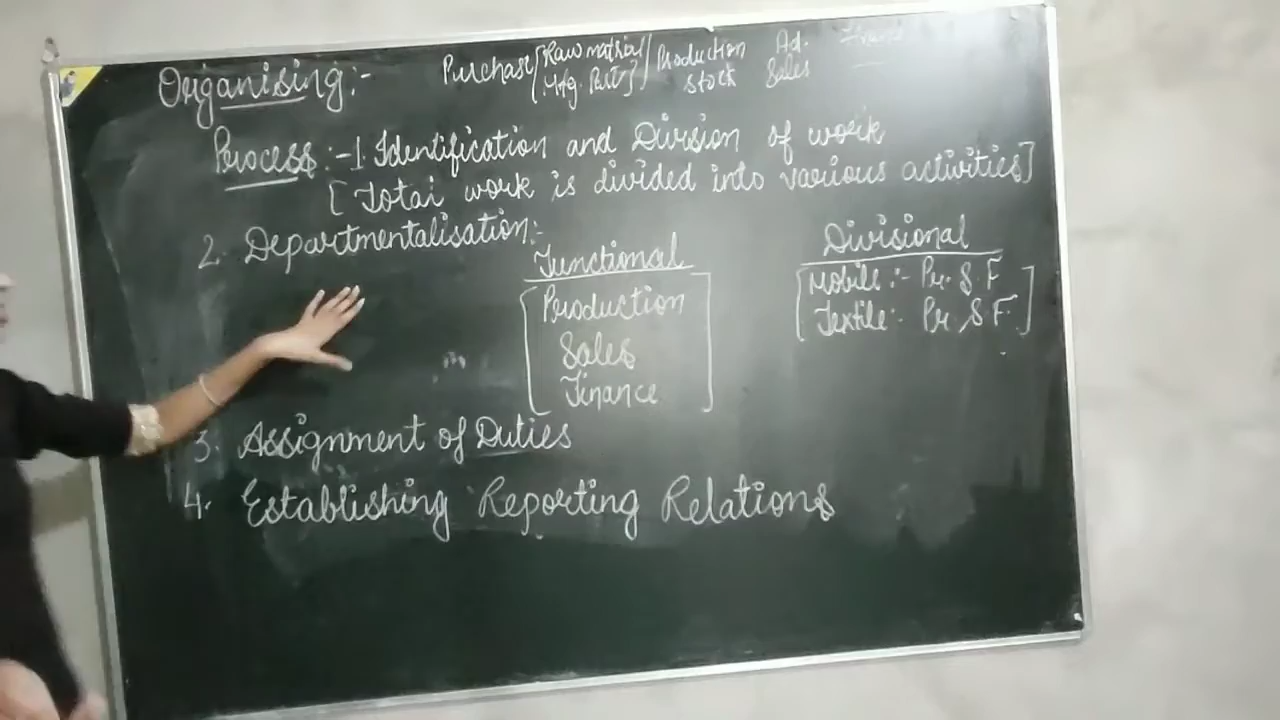 Organising:-
Purchase [Raw matrial / Production Ad.
Mfg. Parts] stock Sales
Process:-1. Identification and Division of work
[Total work is divided into various activities]
2. Departmentalisation:-
Functional
Production
Sales
Finance
Divisional
Mobile:- Pr. S F
Textile:- Pr. S F
3. Assignment of Duties
4. Establishing Reporting Relations